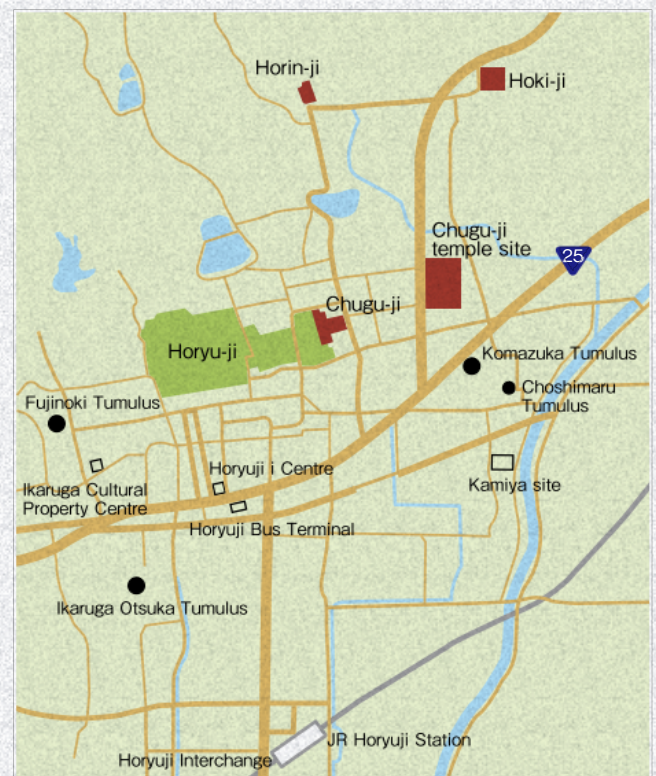 Horin-ji
Hoki-ji
Chugu-ji
temple site
25
Chugu-ji
Horyu-ji
Komazuka Tumulus
Choshimaru
Tumulus
Fujinoki Tumulus
Horyuji i Centre
Kamiya site
Ikaruga Cultural
Property Centre
Horyuji Bus Terminal
Ikaruga Otsuka Tumulus
JR Horyuji Station
Horyuji Interchange